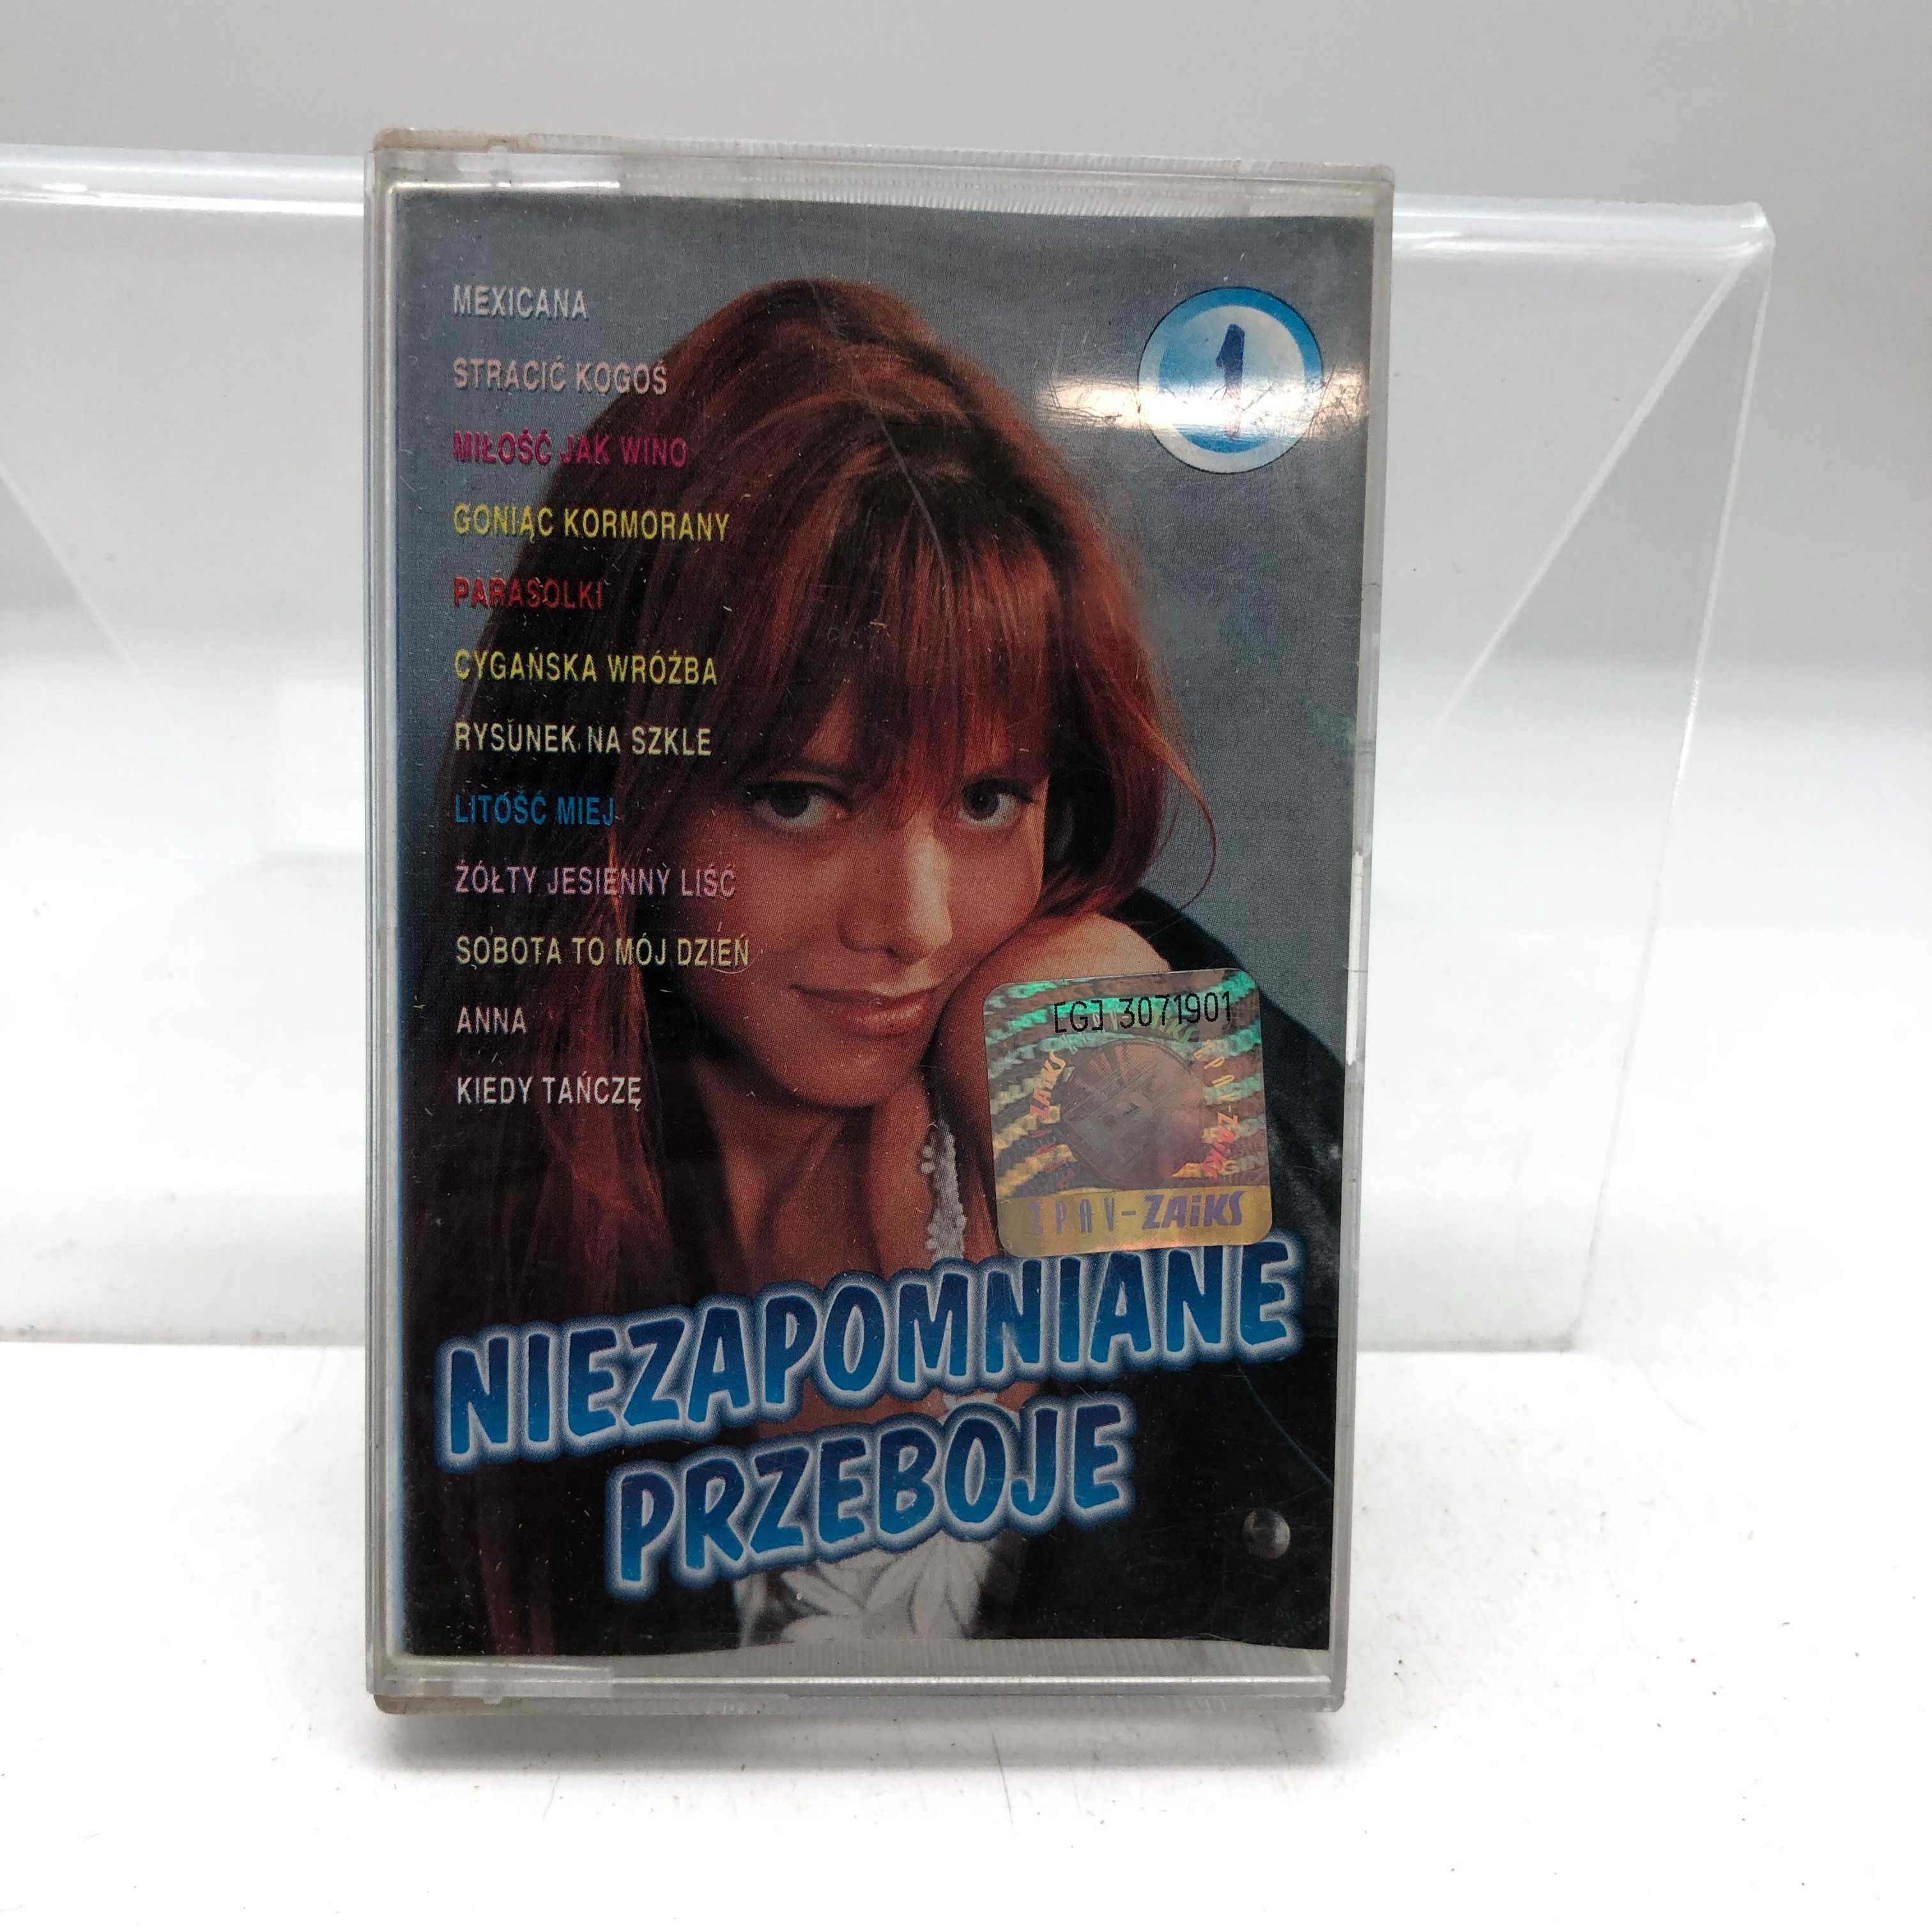 MEXICANA
1
STRACIĆ KOGOŚ
MIŁOŚĆ JAK WINO
GONIĄC KORMORANY
PARASOLKI
CYGAŃSKA WRÓŻBA
RYSUNEK NA SZKLE
LITOŚĆ MIEJ
ŻÓŁTY JESIENNY LIŚĆ
SOBOTA TO MÓJ DZIEŃ
ANNA
KIEDY TAŃCZĘ
[G] 3071901
ZPAV-ZAiKS
NIEZAPOMNIANE
PRZEBOJE